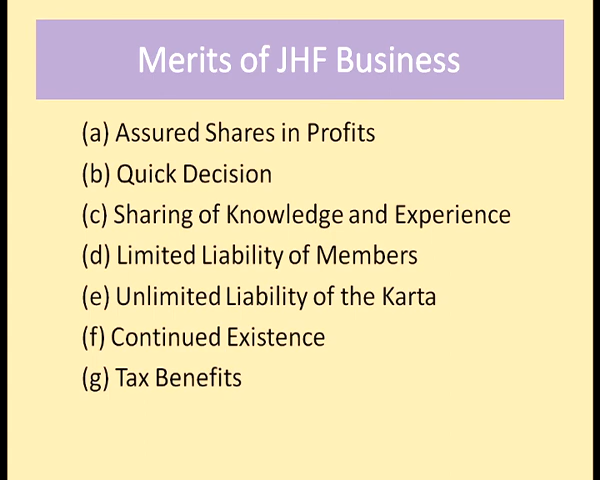 Merits of JHF Business
(a) Assured Shares in Profits
(b) Quick Decision
(c) Sharing of Knowledge and Experience
(d) Limited Liability of Members
(e) Unlimited Liability of the Karta
(f) Continued Existence
(g) Tax Benefits